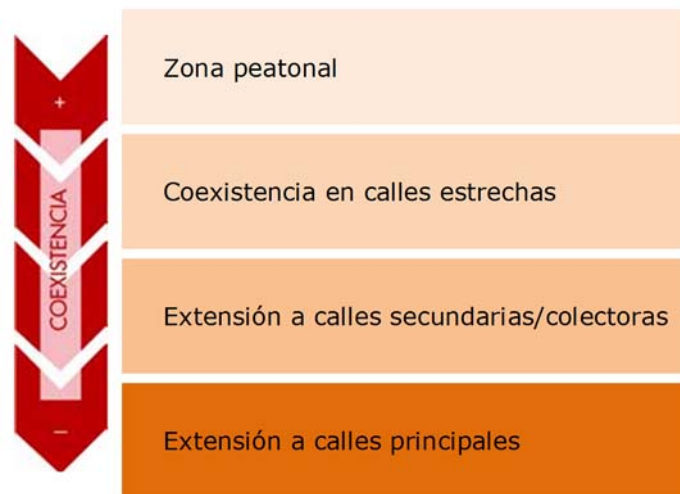 +
COEXISTENCIA
–
Zona peatonal
Coexistencia en calles estrechas
Extensión a calles secundarias/colectoras
Extensión a calles principales